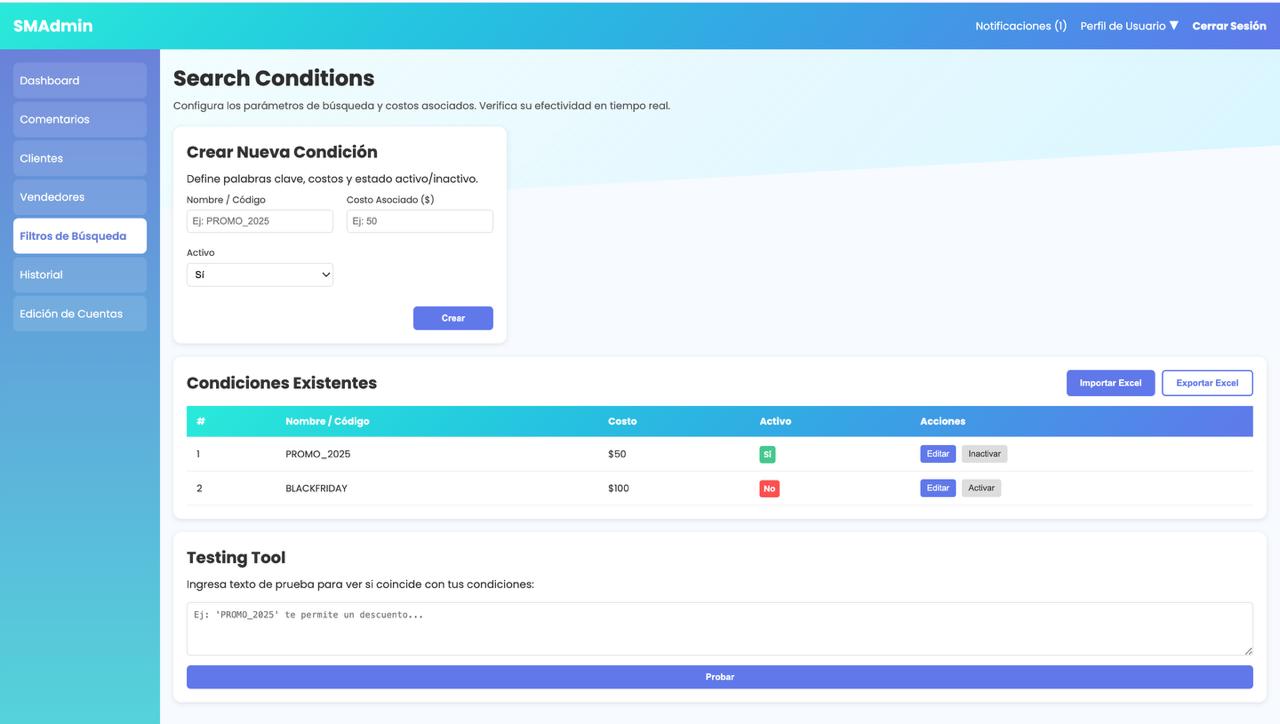 SMAdmin
Notificaciones (1) Perfil de Usuario ▼ Cerrar Sesión
Dashboard
Comentarios
Clientes
Vendedores
Filtros de Búsqueda
Historial
Edición de Cuentas
Search Conditions
Configura los parámetros de búsqueda y costos asociados. Verifica su efectividad en tiempo real.
Crear Nueva Condición
Define palabras clave, costos y estado activo/inactivo.
Nombre / Código Costo Asociado ($)
Ej: PROMO_2025 Ej: 50
Activo
Sí
Crear
Condiciones Existentes
Importar Excel Exportar Excel
# Nombre / Código Costo Activo Acciones
1 PROMO_2025 $50 Sí Editar Inactivar
2 BLACKFRIDAY $100 No Editar Activar
Testing Tool
Ingresa texto de prueba para ver si coincide con tus condiciones:
Ej: 'PROMO_2025' te permite un descuento...
Probar